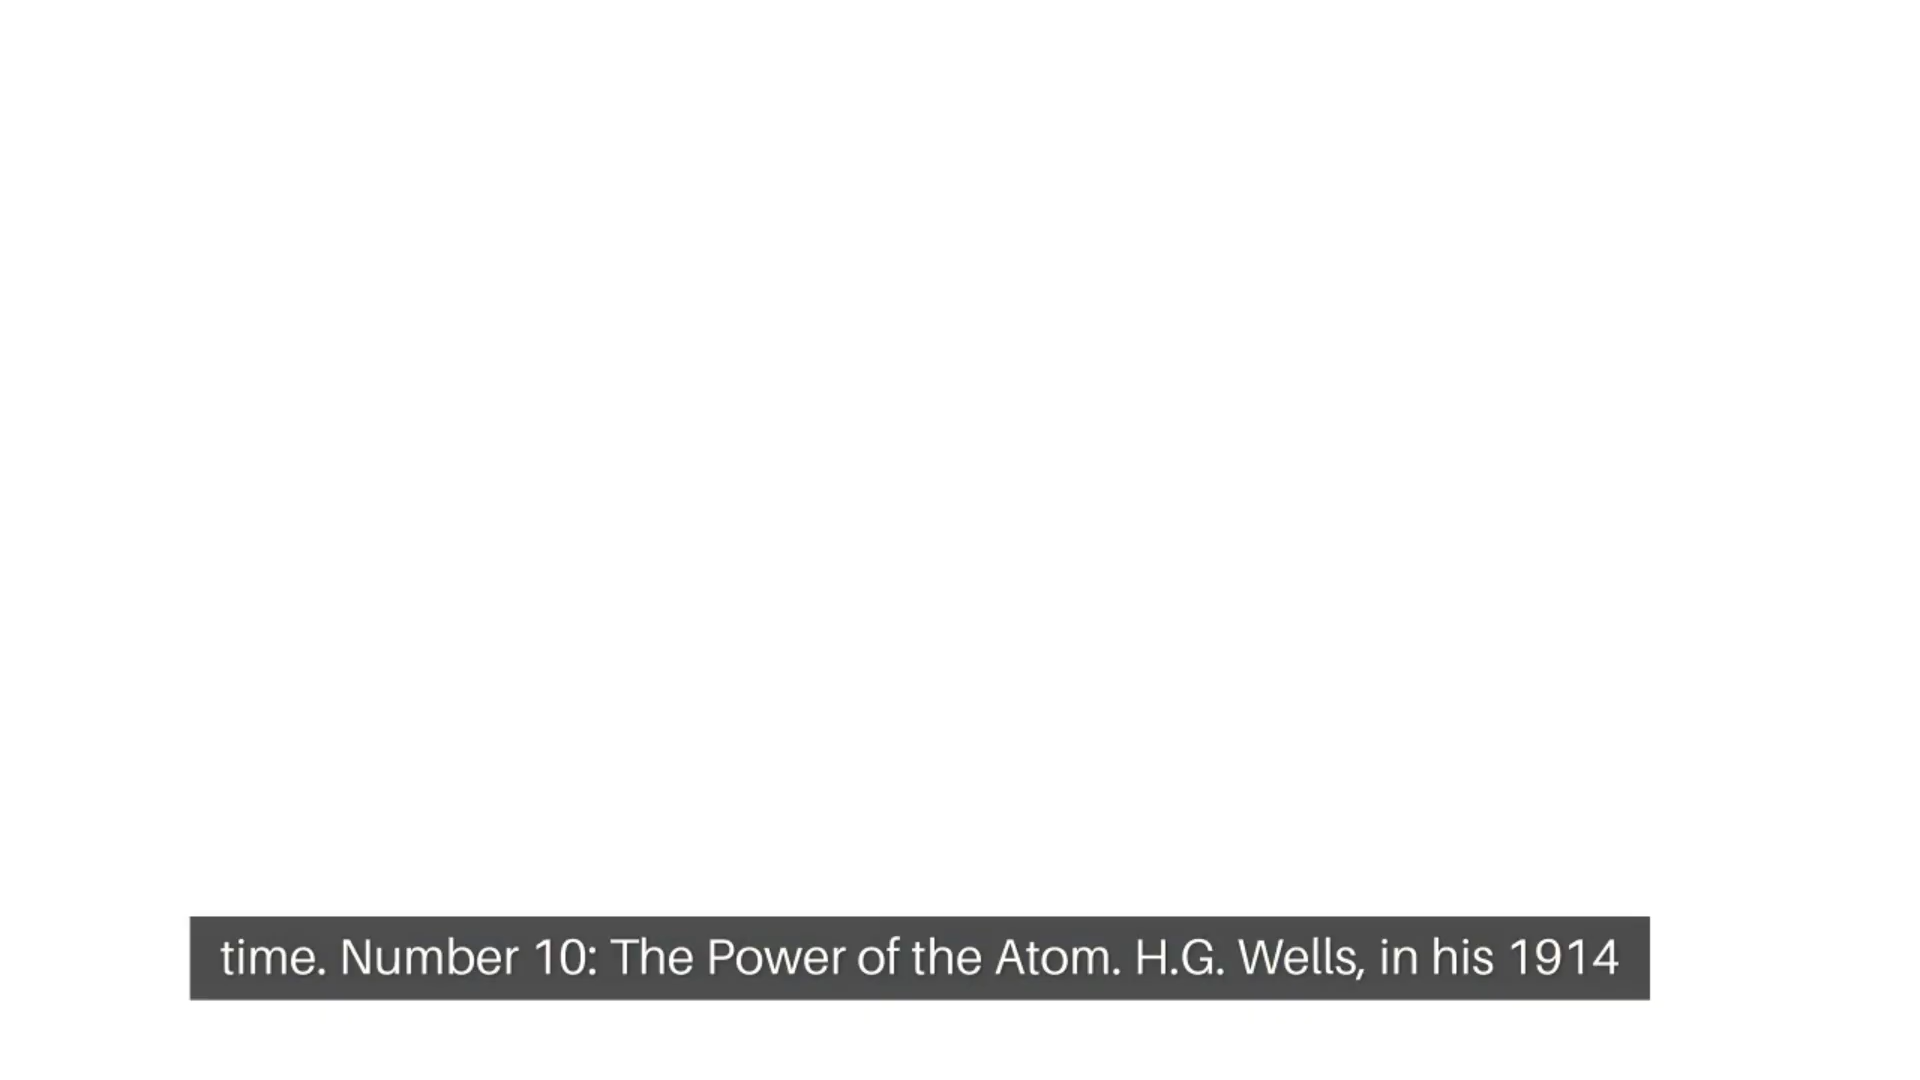 time. Number 10: The Power of the Atom. H.G. Wells, in his 1914